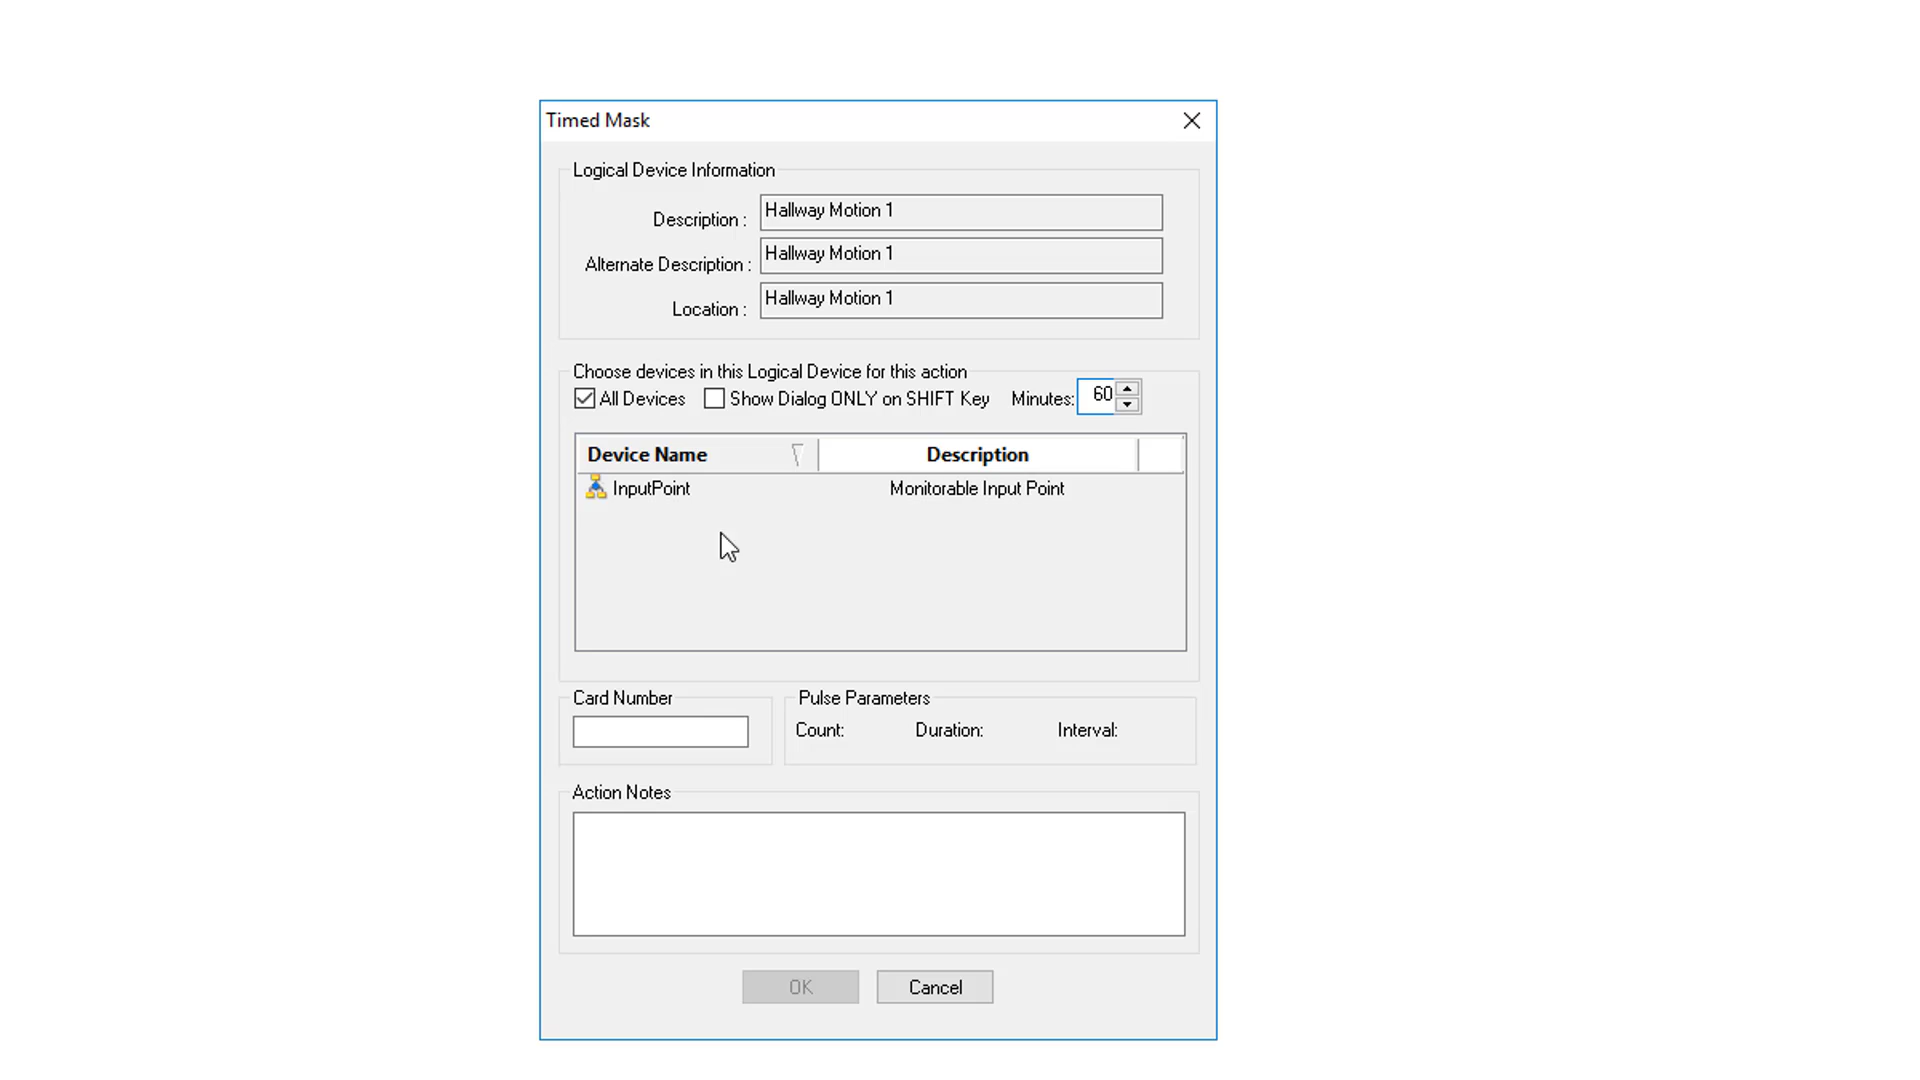 Timed Mask
Logical Device Information
Description : Hallway Motion 1
Alternate Description : Hallway Motion 1
Location : Hallway Motion 1
Choose devices in this Logical Device for this action
All Devices Show Dialog ONLY on SHIFT Key Minutes: 60
Device Name Description
InputPoint Monitorable Input Point
Card Number Pulse Parameters
Count: Duration: Interval:
Action Notes
OK Cancel